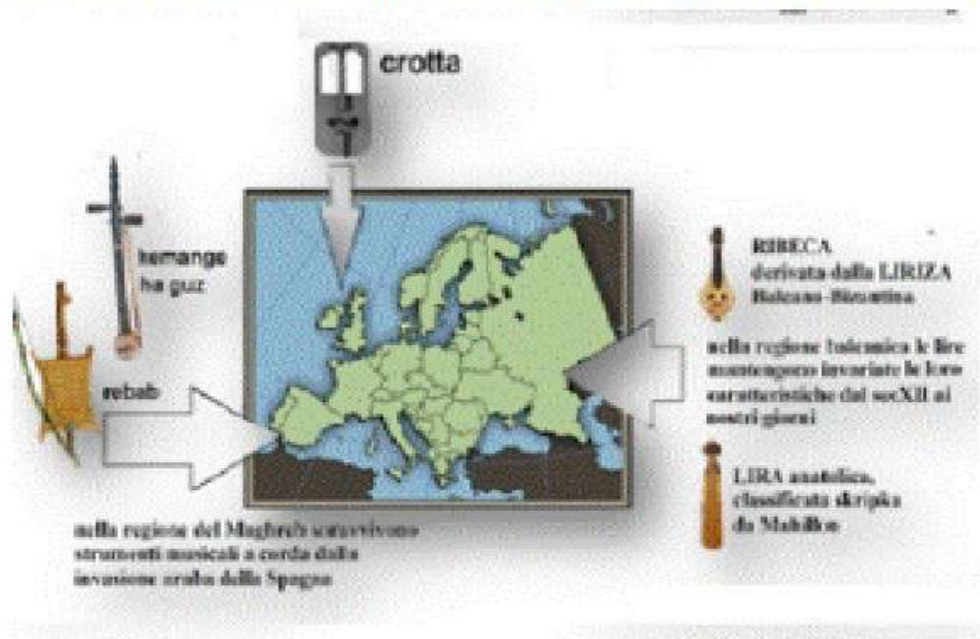 crotta
kemange
ha guz
rebab
RIBECA
derivata dalla LIRIZA
Balcano-Bizantina
nella regione balcanica le lire
mantengono invariate le loro
caratteristiche dal secXII ai
nostri giorni
LIRA anatolica,
classificata skripka
da Mahillon
nella regione del Maghreb sopravvivono
strumenti musicali a corda dalla
invasione araba della Spagna